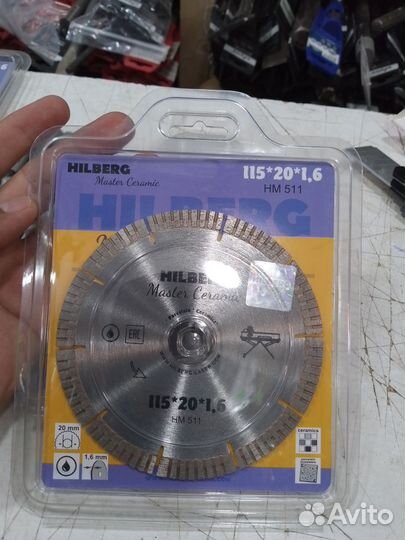 HILBERG
Master Ceramic
115*20*1,6
HM 511
HILBERG
HILBERG
Master Ceramic
EAC
115*20*1,6
HM 511
20 mm
1,6 mm
ceramics
Avito